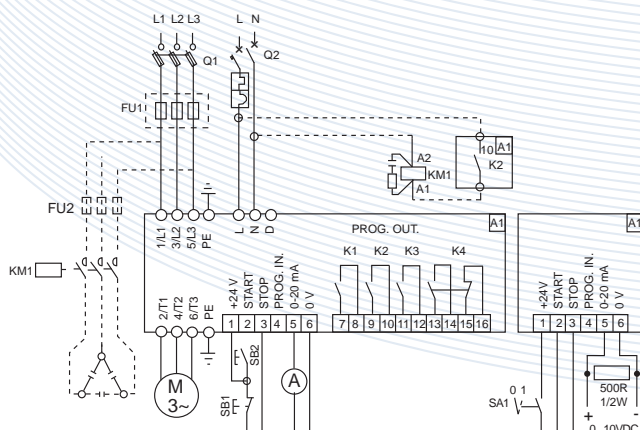 L1 L2 L3
L N
Q1
Q2
FU1
A2
KM1
A1
10 A1
K2
FU2
1/L1 3/L2 5/L3 PE L N D
PROG. OUT.
A1
A1
K1 K2 K3 K4
KM1
2/T1 4/T2 6/T3 PE
+24 V START STOP PROG. IN. 0-20 mA 0 V
+24V START STOP PROG. IN. 0-20 mA 0 V
1 2 3 4 5 6 7 8 9 10 11 12 13 14 15 16
1 2 3 4 5 6
SB2
M
3~
A
SB1
0 1
SA1
500R
1/2W
+ -
0...10VDC